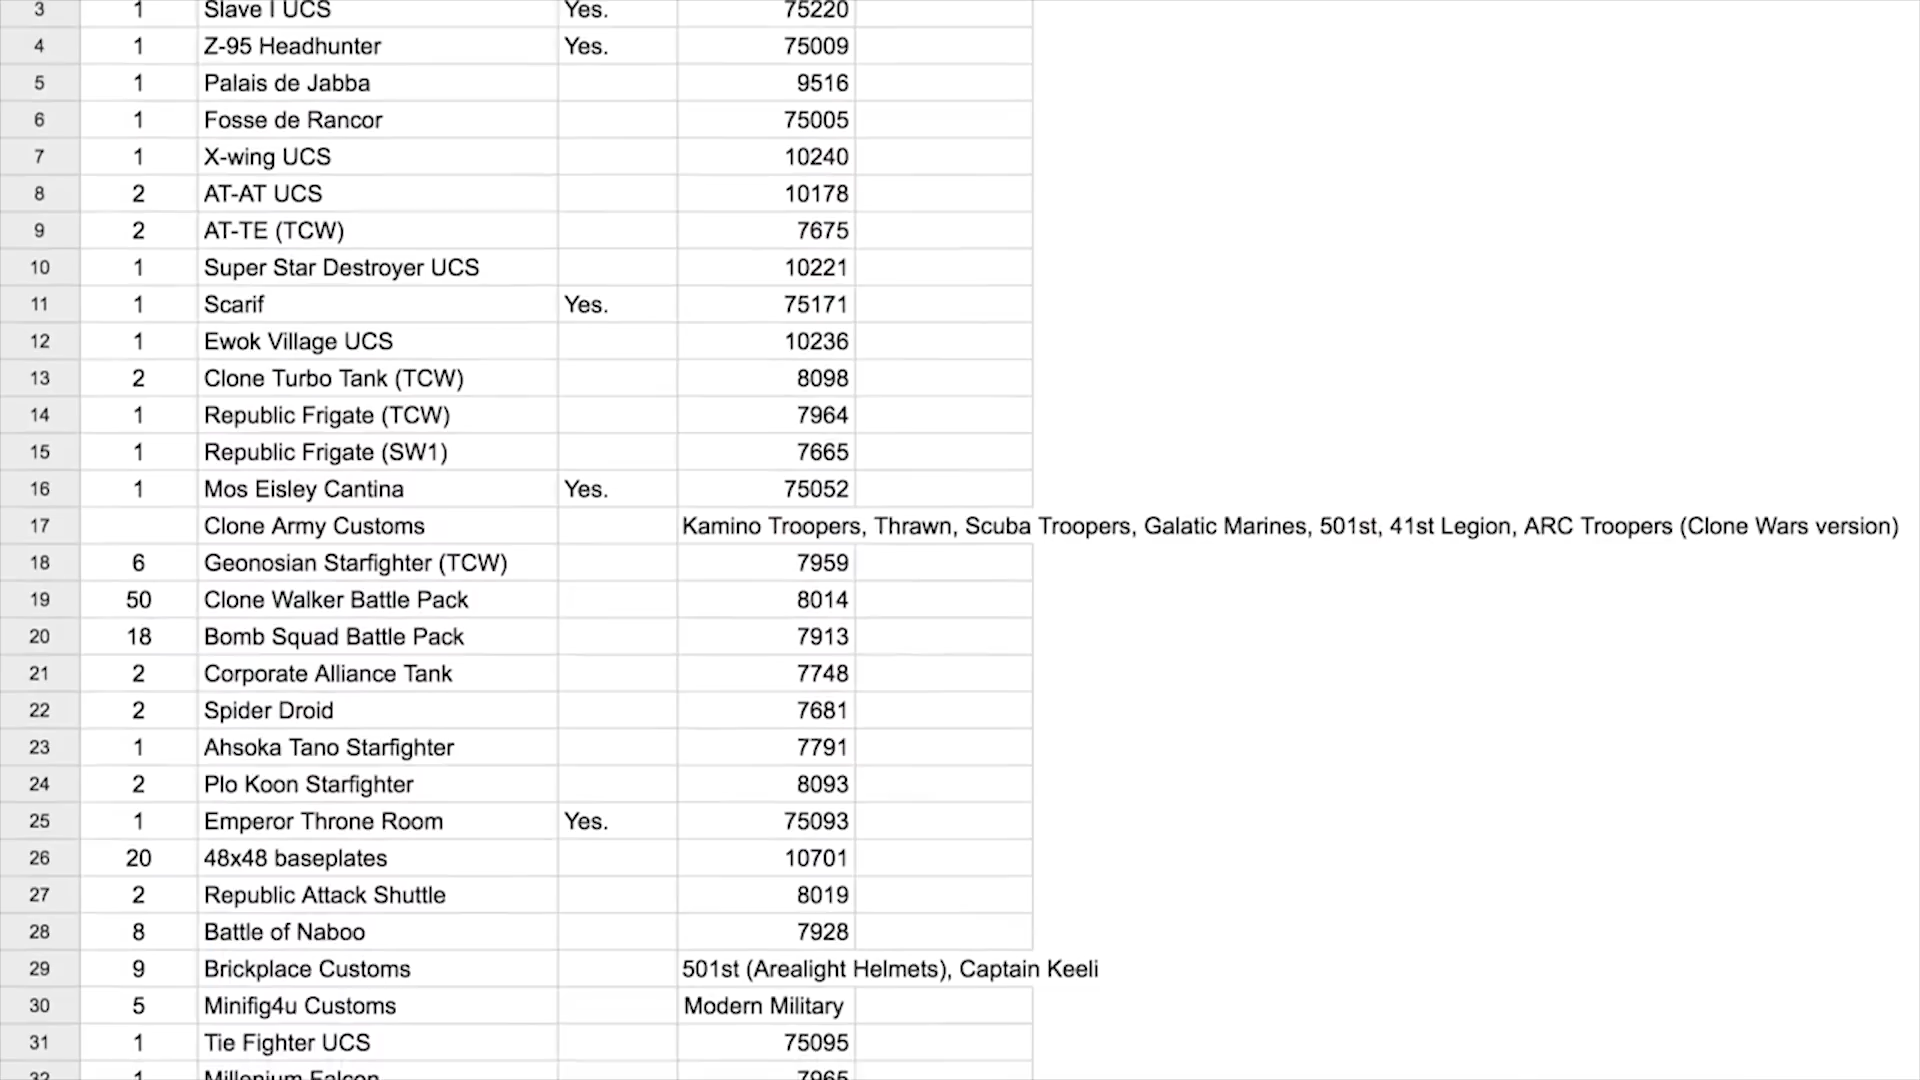 3 1 Slave I UCS Yes. 75220
4 1 Z-95 Headhunter Yes. 75009
5 1 Palais de Jabba 9516
6 1 Fosse de Rancor 75005
7 1 X-wing UCS 10240
8 2 AT-AT UCS 10178
9 2 AT-TE (TCW) 7675
10 1 Super Star Destroyer UCS 10221
11 1 Scarif Yes. 75171
12 1 Ewok Village UCS 10236
13 2 Clone Turbo Tank (TCW) 8098
14 1 Republic Frigate (TCW) 7964
15 1 Republic Frigate (SW1) 7665
16 1 Mos Eisley Cantina Yes. 75052
17 Clone Army Customs Kamino Troopers, Thrawn, Scuba Troopers, Galatic Marines, 501st, 41st Legion, ARC Troopers (Clone Wars version)
18 6 Geonosian Starfighter (TCW) 7959
19 50 Clone Walker Battle Pack 8014
20 18 Bomb Squad Battle Pack 7913
21 2 Corporate Alliance Tank 7748
22 2 Spider Droid 7681
23 1 Ahsoka Tano Starfighter 7791
24 2 Plo Koon Starfighter 8093
25 1 Emperor Throne Room Yes. 75093
26 20 48x48 baseplates 10701
27 2 Republic Attack Shuttle 8019
28 8 Battle of Naboo 7928
29 9 Brickplace Customs 501st (Arealight Helmets), Captain Keeli
30 5 Minifig4u Customs Modern Military
31 1 Tie Fighter UCS 75095
32 1 Millenium Falcon 7965